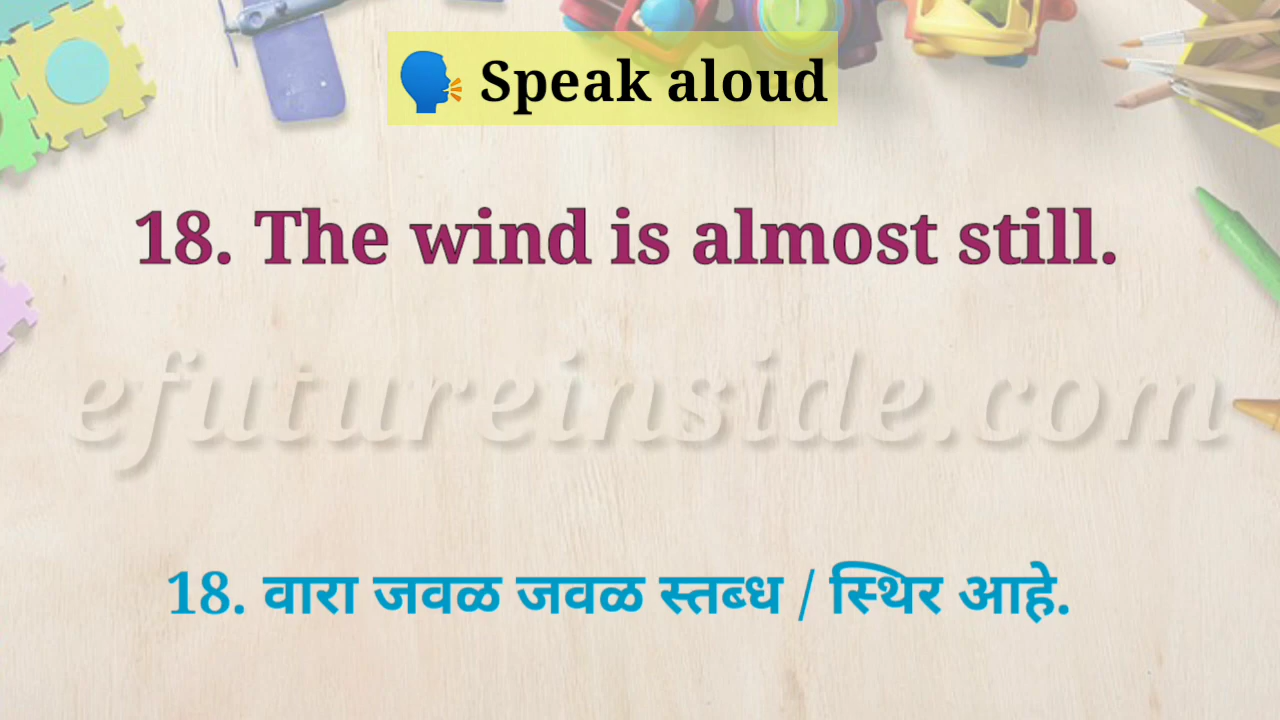 🗣️ Speak aloud
18. The wind is almost still.
efutureinside.com
18. वारा जवळ जवळ स्तब्ध / स्थिर आहे.